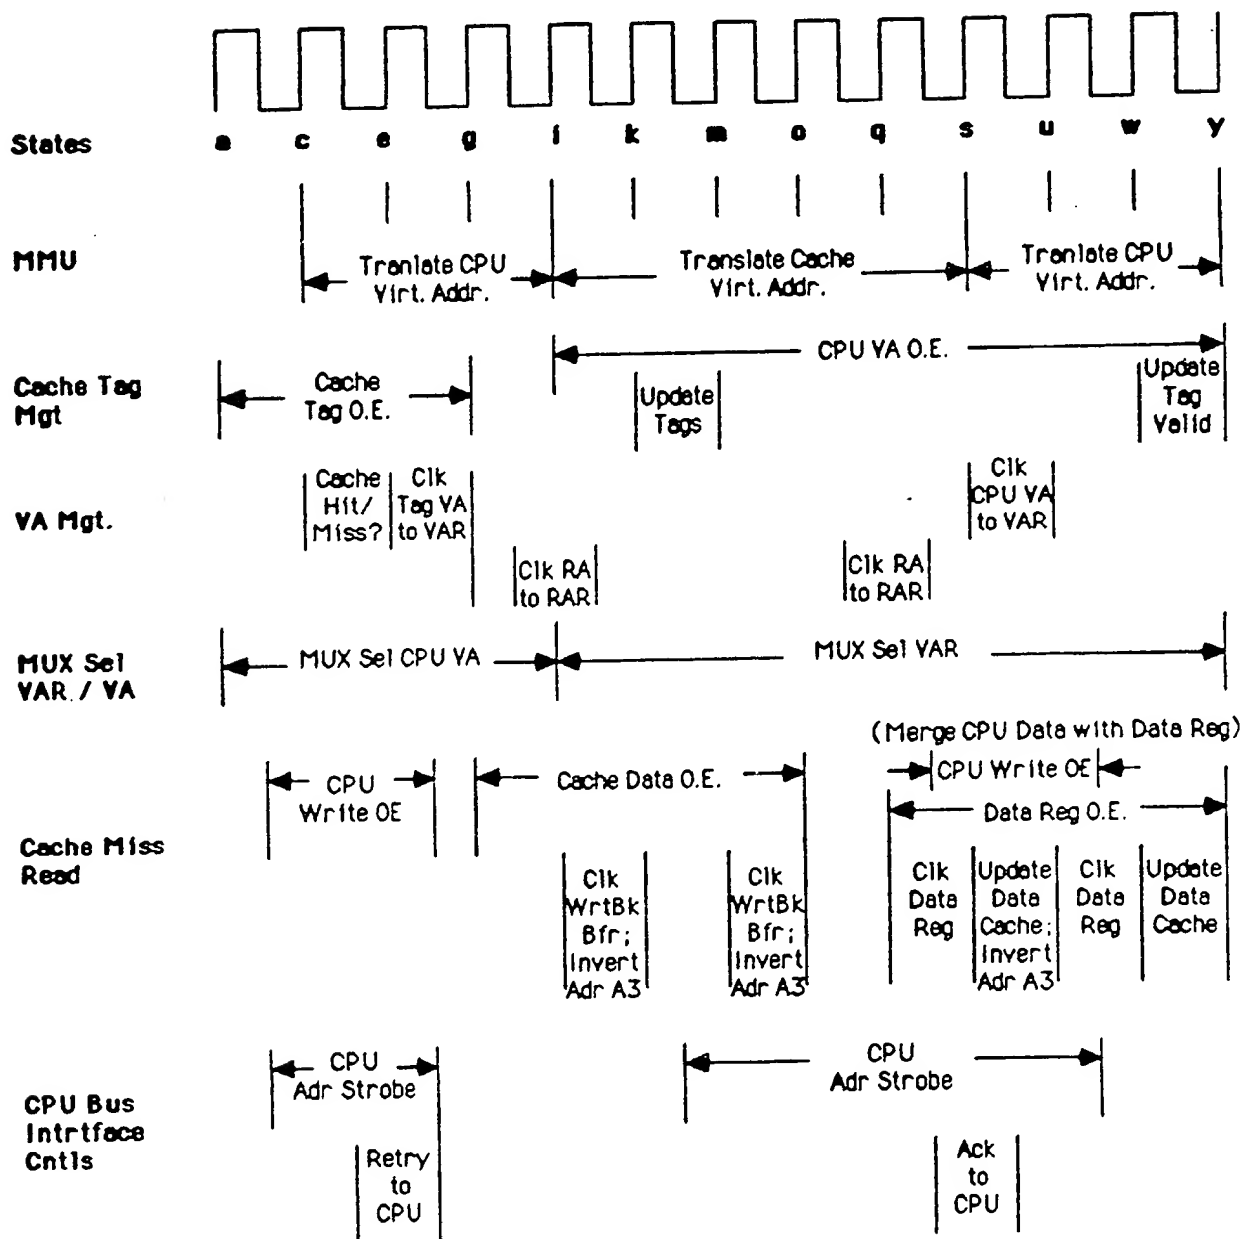 States
a c e g i k m o q s u w y
MMU
Tranlate CPU
Virt. Addr.
Translate Cache
Virt. Addr.
Tranlate CPU
Virt. Addr.
CPU VA O.E.
Cache Tag
Mgt
Cache
Tag O.E.
Update
Tags
Update
Tag
Valid
VA Mgt.
Cache
Hit/
Miss?
Clk
Tag VA
to VAR
Clk RA
to RAR
Clk RA
to RAR
Clk
CPU VA
to VAR
MUX Sel
VAR / VA
MUX Sel CPU VA
MUX Sel VAR
(Merge CPU Data with Data Reg)
Cache Miss
Read
CPU
Write OE
Cache Data O.E.
CPU Write OE
Data Reg O.E.
Clk
WrtBk
Bfr;
Invert
Adr A3
Clk
WrtBk
Bfr;
Invert
Adr A3
Clk
Data
Reg
Update
Data
Cache;
Invert
Adr A3
Clk
Data
Reg
Update
Data
Cache
CPU Bus
Intrtface
Cntls
CPU
Adr Strobe
CPU
Adr Strobe
Retry
to
CPU
Ack
to
CPU